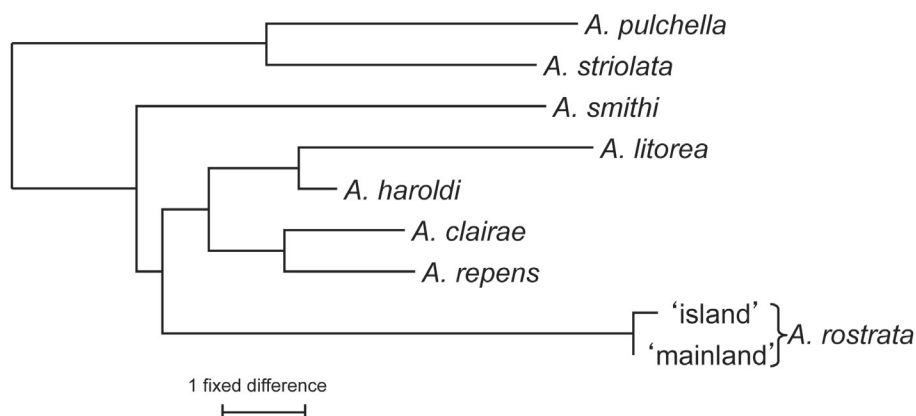 A. pulchella
A. striolata
A. smithi
A. litorea
A. haroldi
A. clairae
A. repens
‘island’
A. rostrata
‘mainland’
1 fixed difference